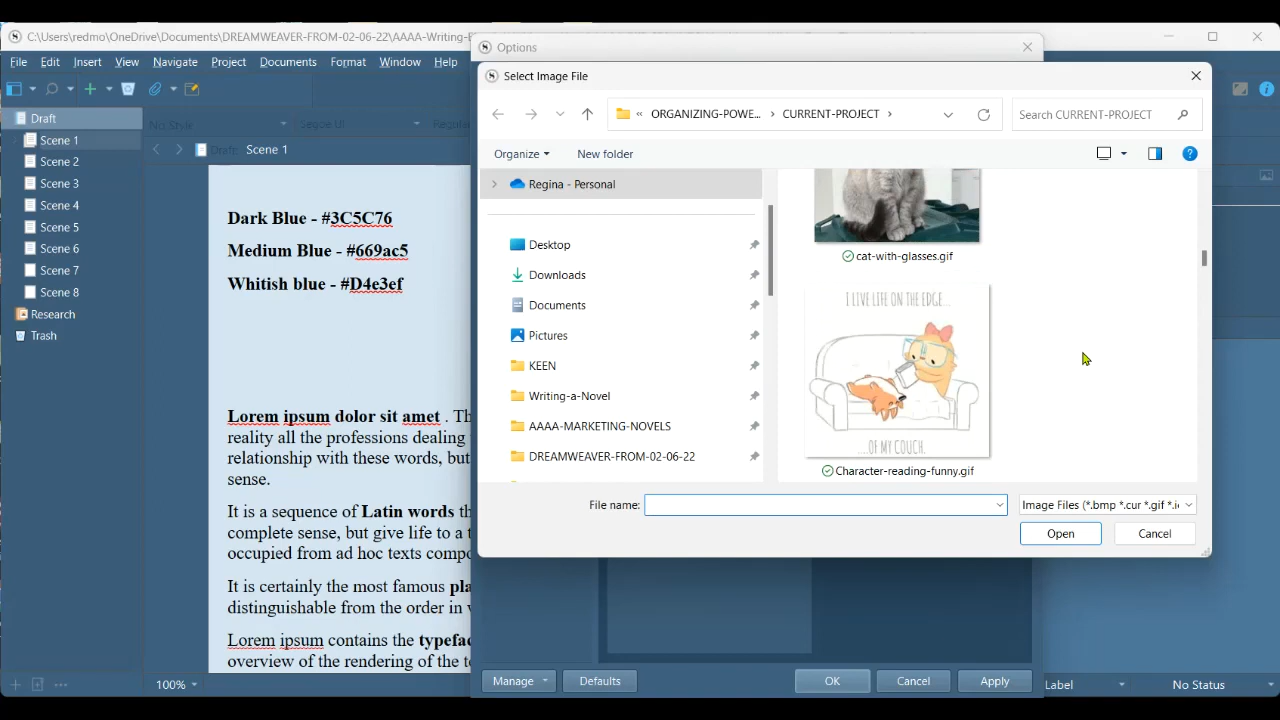 C:\Users\redmo\OneDrive\Documents\DREAMWEAVER-FROM-02-06-22\AAAA-Writing-
Options
File Edit Insert View Navigate Project Documents Format Window Help
Select Image File
« ORGANIZING-POWE... › CURRENT-PROJECT ›
Search CURRENT-PROJECT
Organize
New folder
Draft
Scene 1
Scene 2
Scene 3
Scene 4
Scene 5
Scene 6
Scene 7
Scene 8
Research
Trash
No Style
Segoe UI
Draft Scene 1
Dark Blue - #3C5C76
Medium Blue - #669ac5
Whitish blue - #D4e3ef
Lorem ipsum dolor sit amet . Th
reality all the professions dealing
relationship with these words, but
sense.
It is a sequence of Latin words th
complete sense, but give life to a t
occupied from ad hoc texts compo
It is certainly the most famous pla
distinguishable from the order in w
Lorem ipsum contains the typefac
overview of the rendering of the te
100%
Regina - Personal
Desktop
Downloads
Documents
Pictures
KEEN
Writing-a-Novel
AAAA-MARKETING-NOVELS
DREAMWEAVER-FROM-02-06-22
cat-with-glasses.gif
I LIVE LIFE ON THE EDGE...
....OF MY COUCH.
Character-reading-funny.gif
File name:
Image Files (*.bmp *.cur *.gif *.i
Open
Cancel
Manage
Defaults
OK
Cancel
Apply
Label
No Status